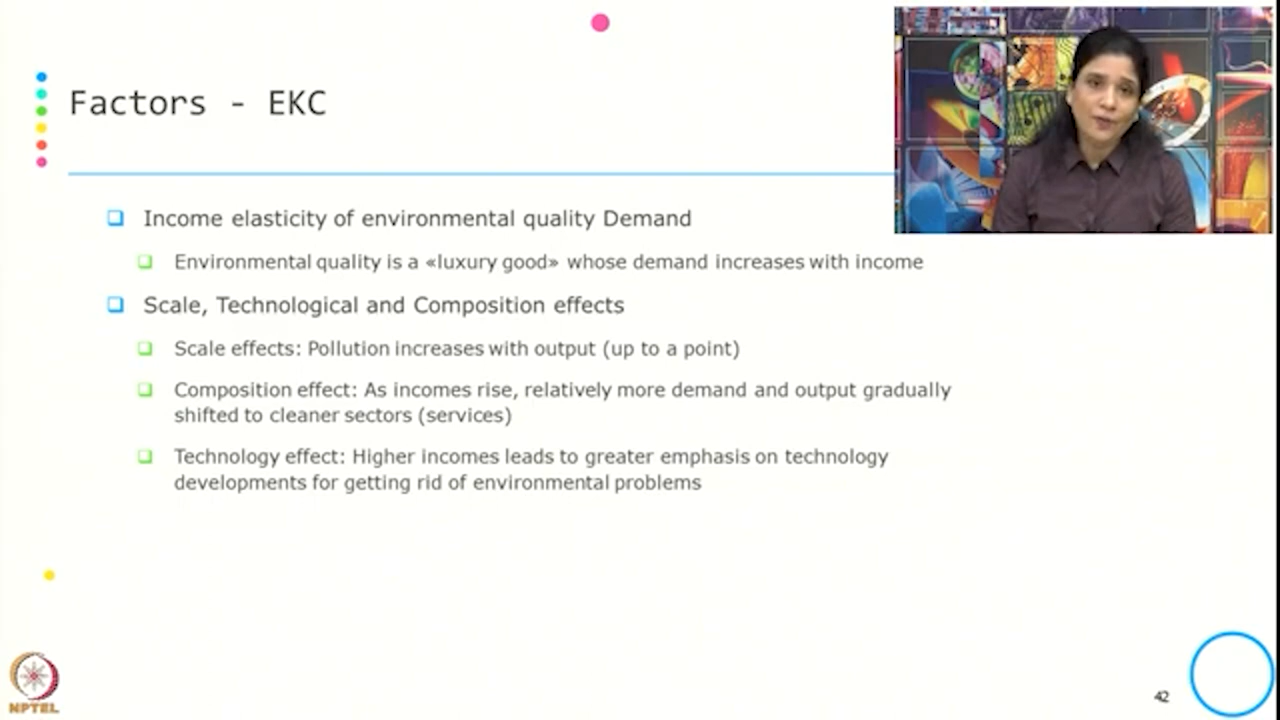 Factors - EKC
Income elasticity of environmental quality Demand
Environmental quality is a «luxury good» whose demand increases with income
Scale, Technological and Composition effects
Scale effects: Pollution increases with output (up to a point)
Composition effect: As incomes rise, relatively more demand and output gradually
shifted to cleaner sectors (services)
Technology effect: Higher incomes leads to greater emphasis on technology
developments for getting rid of environmental problems
NPTEL
42